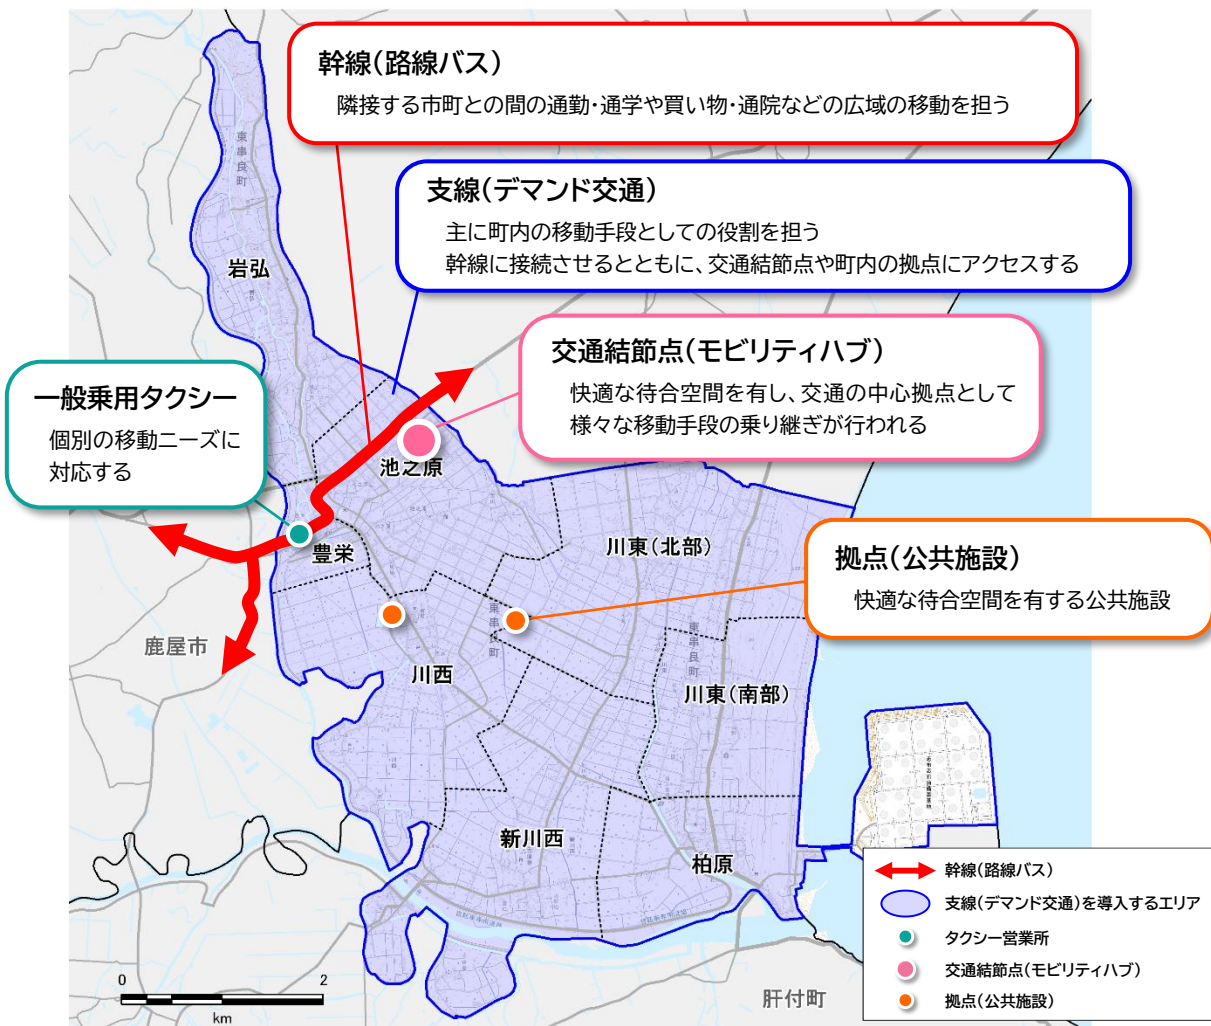 幹線(路線バス)
隣接する市町との間の通勤・通学や買い物・通院などの広域の移動を担う
支線(デマンド交通)
主に町内の移動手段としての役割を担う
幹線に接続させるとともに、交通結節点や町内の拠点にアクセスする
交通結節点(モビリティハブ)
快適な待合空間を有し、交通の中心拠点として
様々な移動手段の乗り継ぎが行われる
一般乗用タクシー
個別の移動ニーズに
対応する
拠点(公共施設)
快適な待合空間を有する公共施設
東串良町
岩弘
池之原
豊栄
川東(北部)
東串良町
東串良町
鹿屋市
川西
川東(南部)
新川西
柏原
肝付町
0
2
km
幹線(路線バス)
支線(デマンド交通)を導入するエリア
タクシー営業所
交通結節点(モビリティハブ)
拠点(公共施設)